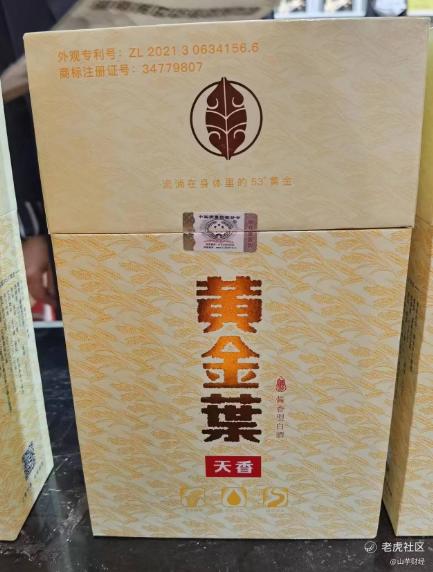 外观专利号：ZL 2021 3 0634156.6
商标注册证号：34779807
流淌在身体里的53°黄金
黃金葉
酱香型白酒
天香
老虎社区
@山芋财经